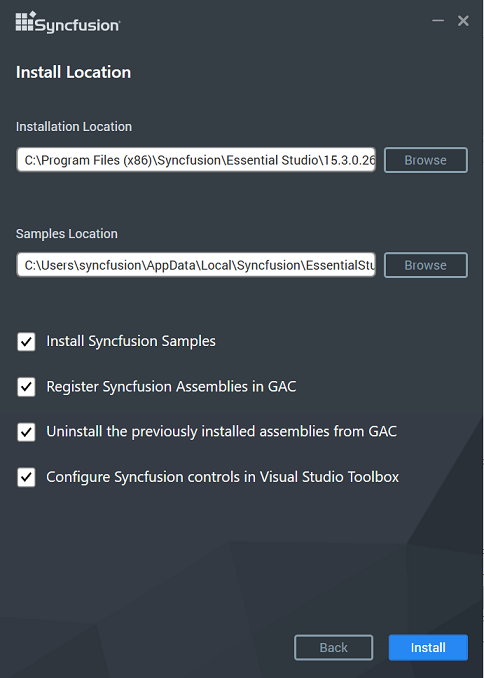 Syncfusion®
Install Location
Installation Location
C:\Program Files (x86)\Syncfusion\Essential Studio\15.3.0.26
Browse
Samples Location
C:\Users\syncfusion\AppData\Local\Syncfusion\EssentialStu
Browse
Install Syncfusion Samples
Register Syncfusion Assemblies in GAC
Uninstall the previously installed assemblies from GAC
Configure Syncfusion controls in Visual Studio Toolbox
Back
Install